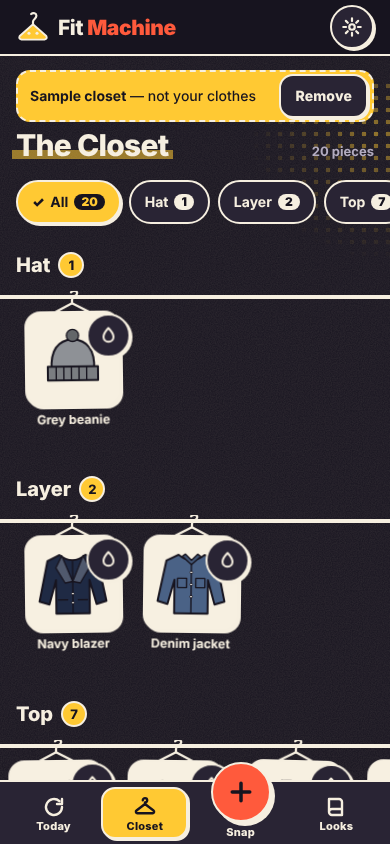 Fit Machine
Sample closet — not your clothes
Remove
The Closet
20 pieces
All 20
Hat 1
Layer 2
Top 7
Hat 1
Grey beanie
Layer 2
Navy blazer
Denim jacket
Top 7
Today
Closet
Snap
Looks